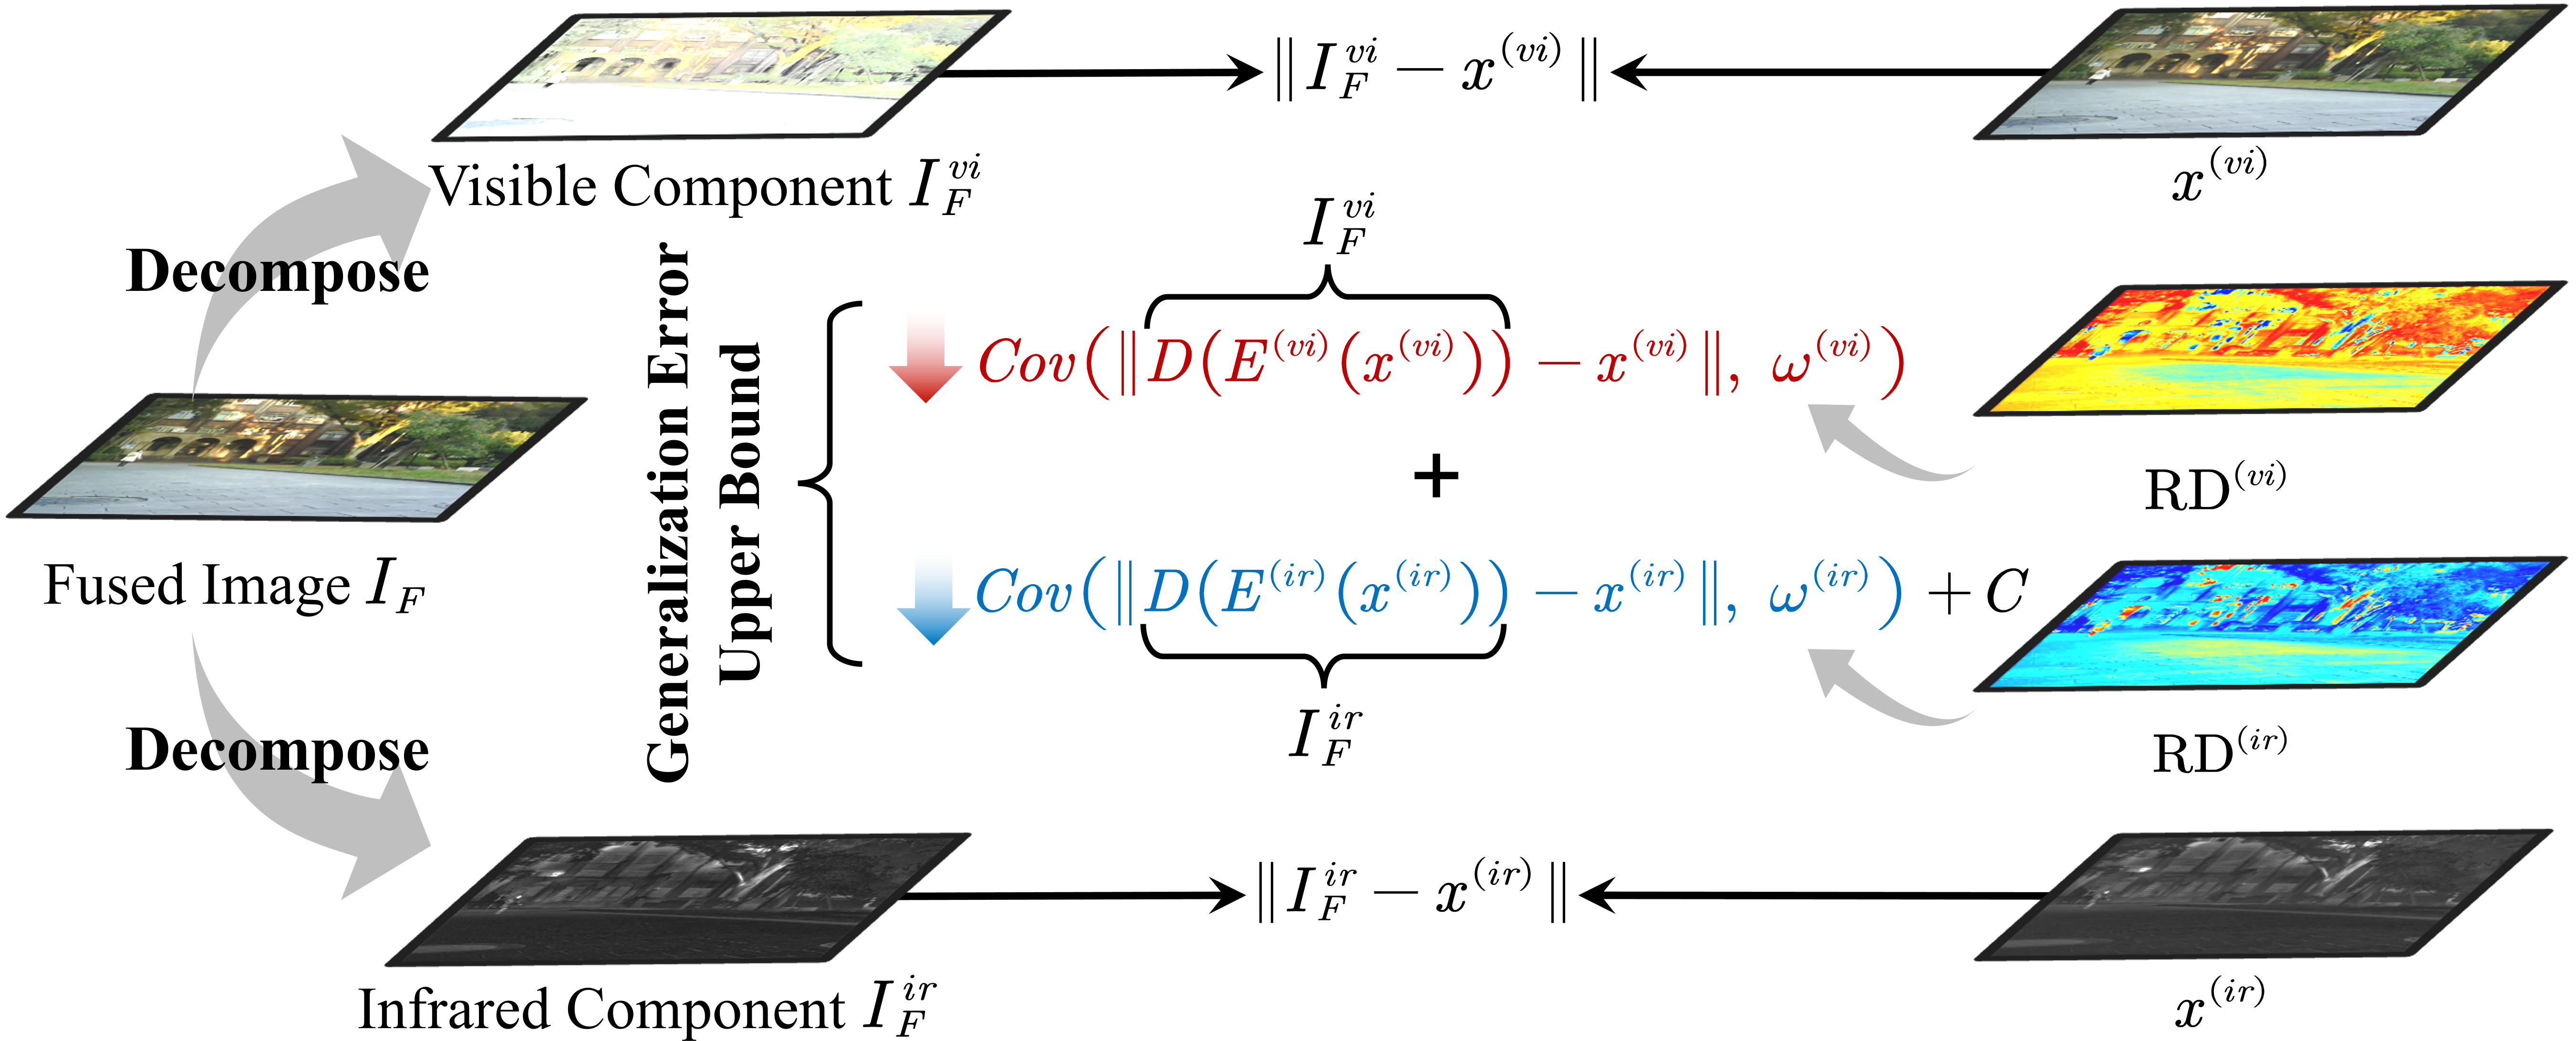 ‖ I_F^{vi} − x^{(vi)} ‖
Visible Component I_F^{vi}
x^{(vi)}
Decompose
I_F^{vi}
Generalization Error
Upper Bound
Cov(‖ D(E^{(vi)}(x^{(vi)})) − x^{(vi)} ‖, ω^{(vi)})
+
RD^{(vi)}
Fused Image I_F
Cov(‖ D(E^{(ir)}(x^{(ir)})) − x^{(ir)} ‖, ω^{(ir)}) + C
I_F^{ir}
RD^{(ir)}
Decompose
‖ I_F^{ir} − x^{(ir)} ‖
Infrared Component I_F^{ir}
x^{(ir)}